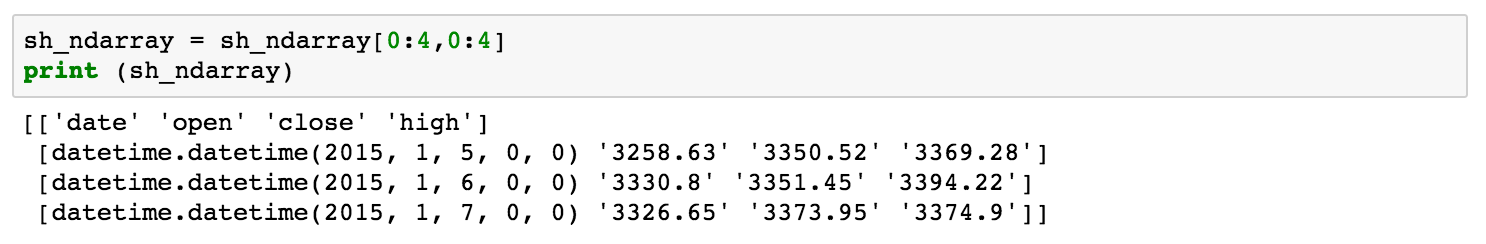 sh_ndarray = sh_ndarray[0:4,0:4]
print (sh_ndarray)
[['date' 'open' 'close' 'high']
 [datetime.datetime(2015, 1, 5, 0, 0) '3258.63' '3350.52' '3369.28']
 [datetime.datetime(2015, 1, 6, 0, 0) '3330.8' '3351.45' '3394.22']
 [datetime.datetime(2015, 1, 7, 0, 0) '3326.65' '3373.95' '3374.9']]